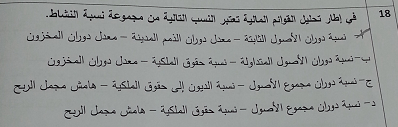 18 في إطار تحليل القوائم المالية تعتبر النسب التالية من مجموعة نسبة النشاط.
نسبة دوران الأصول الثابتة – معدل دوران الذمم المدينة – معدل دوران المخزون
ب– نسبة دوران الأصول المتداولة – نسبة حقوق الملكية – معدل دوران المخزون
ج– نسبة دوران مجموع الأصول – نسبة الديون إلى حقوق الملكية – هامش مجمل الربح
د– نسبة دوران مجموع الأصول – نسبة حقوق الملكية – هامش مجمل الربح